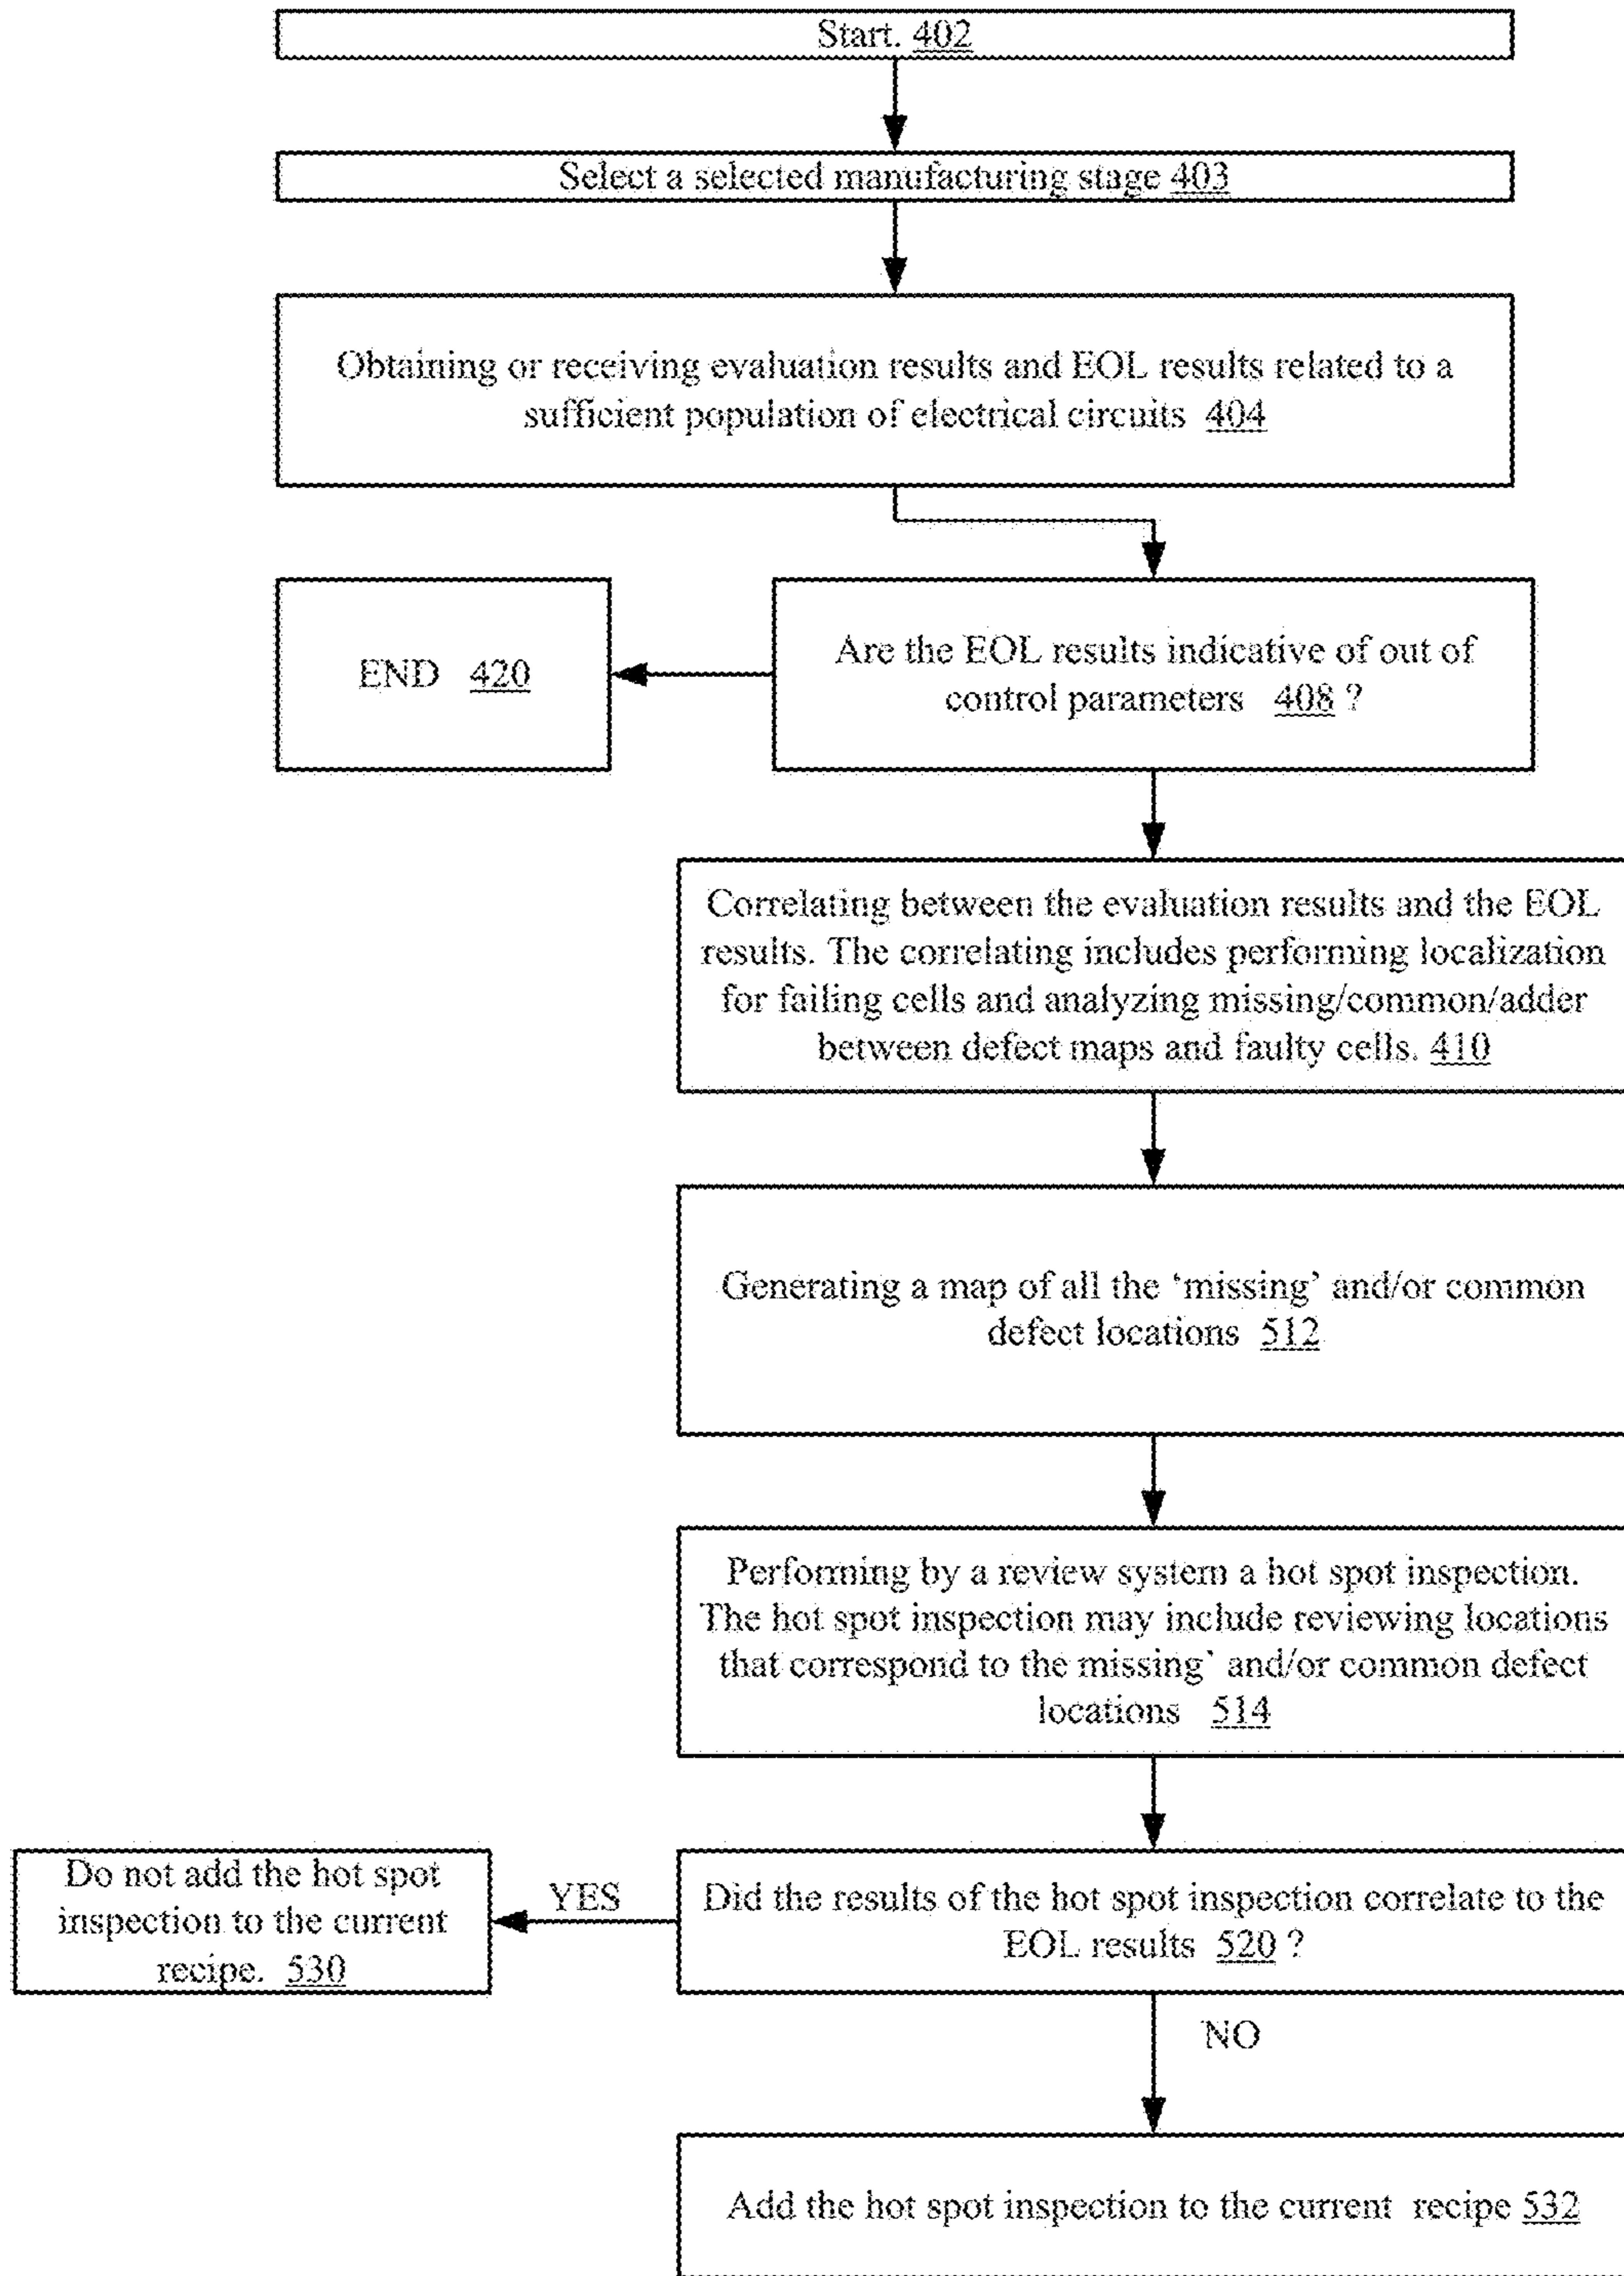 Start. 402
Select a selected manufacturing stage 403
Obtaining or receiving evaluation results and EOL results related to a
sufficient population of electrical circuits 404
END 420
Are the EOL results indicative of out of
control parameters 408 ?
Correlating between the evaluation results and the EOL
results. The correlating includes performing localization
for failing cells and analyzing missing/common/adder
between defect maps and faulty cells. 410
Generating a map of all the ‘missing’ and/or common
defect locations 512
Performing by a review system a hot spot inspection.
The hot spot inspection may include reviewing locations
that correspond to the missing’ and/or common defect
locations 514
Do not add the hot spot
inspection to the current
recipe. 530
YES
Did the results of the hot spot inspection correlate to the
EOL results 520 ?
NO
Add the hot spot inspection to the current recipe 532